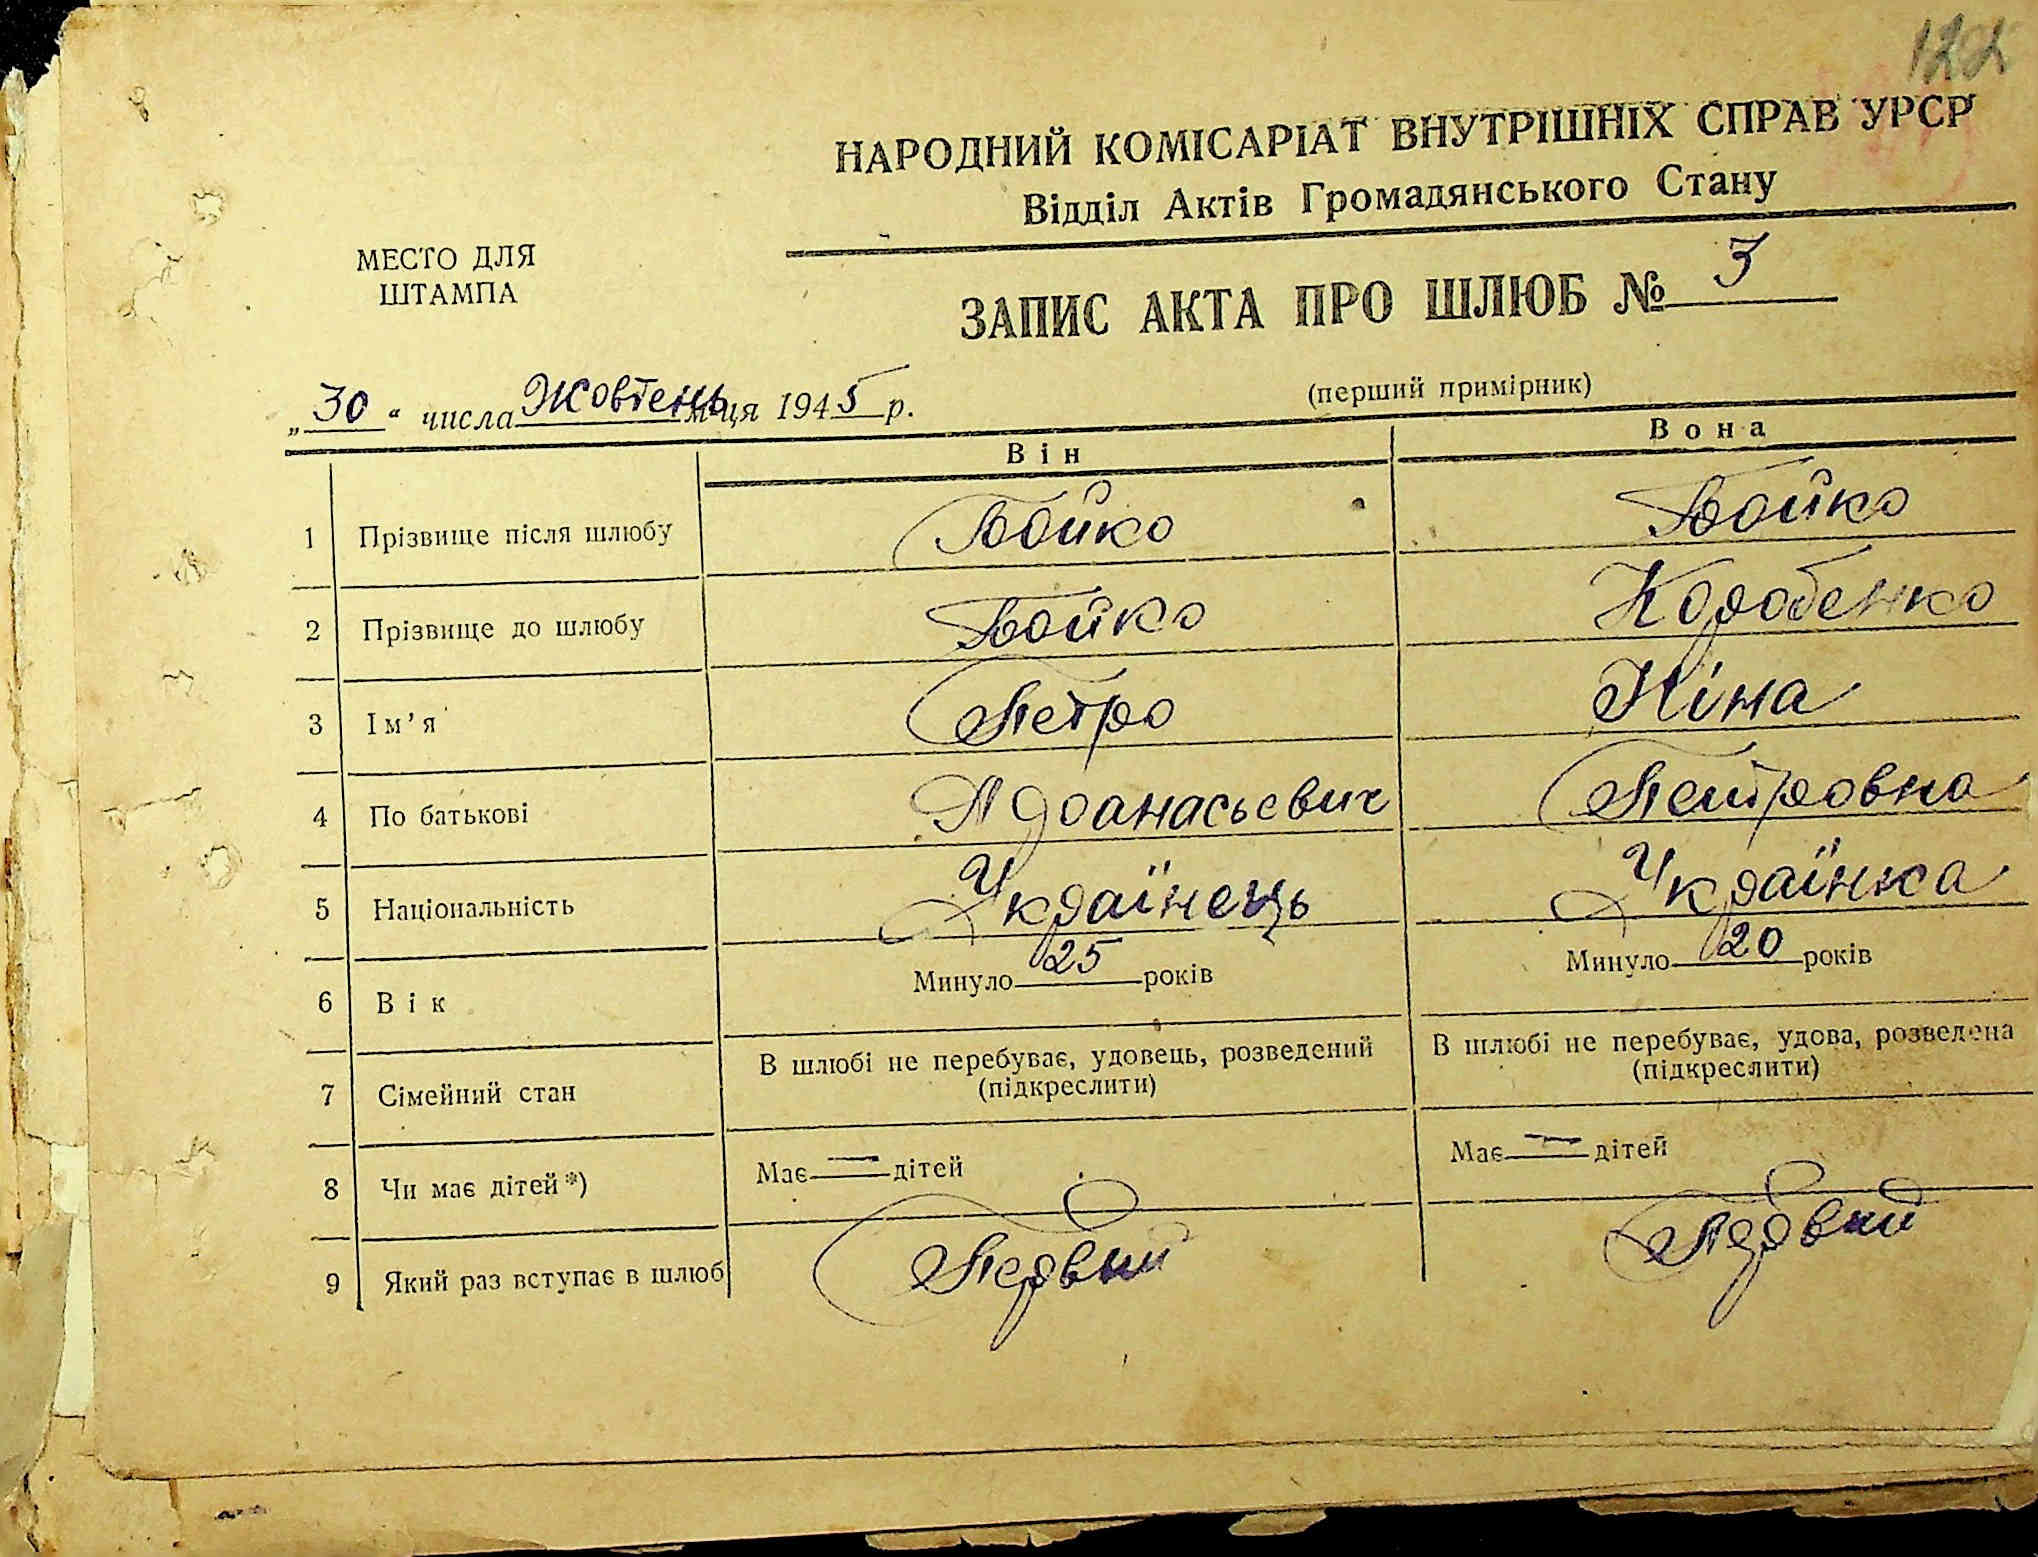 122
НАРОДНИЙ КОМІСАРІАТ ВНУТРІШНІХ СПРАВ УРСР
Відділ Актів Громадянського Стану
МЕСТО ДЛЯ
ШТАМПА
ЗАПИС АКТА ПРО ШЛЮБ № 3
(перший примірник)
„30“ числа Жовтень м-ця 1945 р.
Він Вона
1 Прізвище після шлюбу Бойко Бойко
2 Прізвище до шлюбу Бойко Коробенко
3 Ім’я Петро Ніна
4 По батькові Афанасьевич Петровна
5 Національність Українець Українка
6 Вік Минуло 25 років Минуло 20 років
7 Сімейний стан В шлюбі не перебуває, удовець, розведений (підкреслити) В шлюбі не перебуває, удова, розведена (підкреслити)
8 Чи має дітей*) Має — дітей Має — дітей
9 Який раз вступає в шлюб Первий Первий